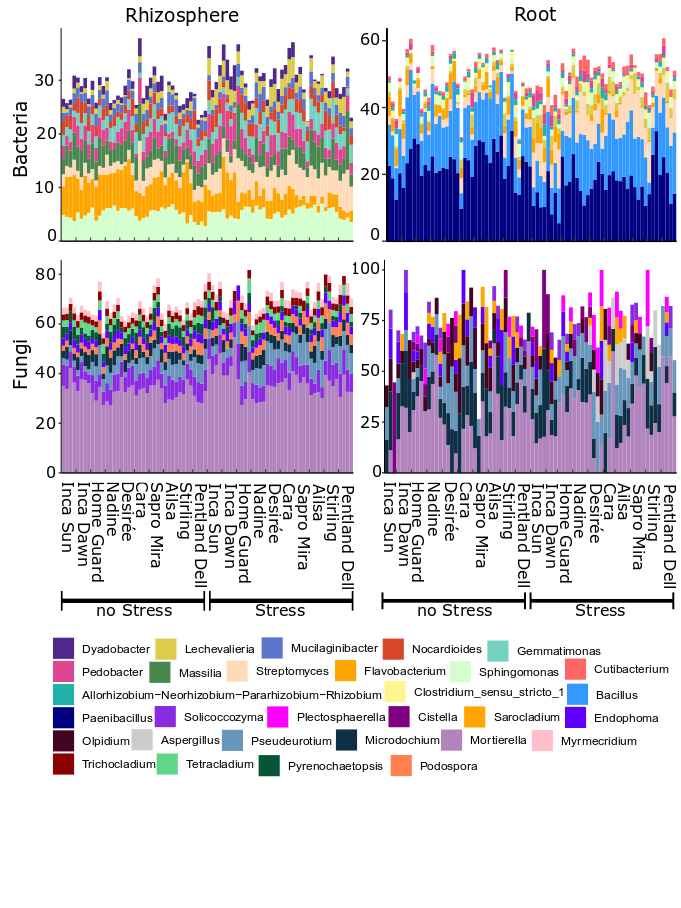 Rhizosphere
Root
Bacteria
30
20
10
0
60
40
20
0
Fungi
80
60
40
20
0
100
75
50
25
0
Inca Sun
Inca Dawn
Home Guard
Nadine
Desirée
Cara
Sapro Mira
Ailsa
Stirling
Pentland Dell
Inca Sun
Inca Dawn
Home Guard
Nadine
Desirée
Cara
Sapro Mira
Ailsa
Stirling
Pentland Dell
Inca Sun
Inca Dawn
Home Guard
Nadine
Desirée
Cara
Sapro Mira
Ailsa
Stirling
Pentland Dell
Inca Sun
Inca Dawn
Home Guard
Nadine
Desirée
Cara
Ailsa
Sapro Mira
Stirling
Pentland Dell
no Stress
Stress
no Stress
Stress
Dyadobacter Lechevalieria Mucilaginibacter Nocardioides Gemmatimonas
Pedobacter Massilia Streptomyces Flavobacterium Sphingomonas Cutibacterium
Allorhizobium−Neorhizobium−Pararhizobium−Rhizobium Clostridium_sensu_stricto_1 Bacillus
Paenibacillus Solicoccozyma Plectosphaerella Cistella Sarocladium Endophoma
Olpidium Aspergillus Pseudeurotium Microdochium Mortierella Myrmecridium
Trichocladium Tetracladium Pyrenochaetopsis Podospora